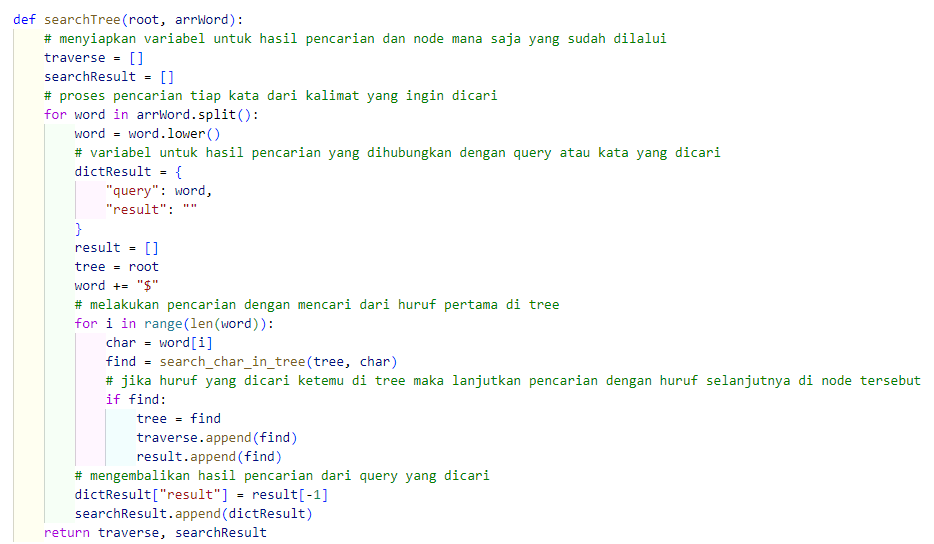 def searchTree(root, arrWord):
    # menyiapkan variabel untuk hasil pencarian dan node mana saja yang sudah dilalui
    traverse = []
    searchResult = []
    # proses pencarian tiap kata dari kalimat yang ingin dicari
    for word in arrWord.split():
        word = word.lower()
        # variabel untuk hasil pencarian yang dihubungkan dengan query atau kata yang dicari
        dictResult = {
            "query": word,
            "result": ""
        }
        result = []
        tree = root
        word += "$"
        # melakukan pencarian dengan mencari dari huruf pertama di tree
        for i in range(len(word)):
            char = word[i]
            find = search_char_in_tree(tree, char)
            # jika huruf yang dicari ketemu di tree maka lanjutkan pencarian dengan huruf selanjutnya di node tersebut
            if find:
                tree = find
                traverse.append(find)
                result.append(find)
        # mengembalikan hasil pencarian dari query yang dicari
        dictResult["result"] = result[-1]
        searchResult.append(dictResult)
    return traverse, searchResult